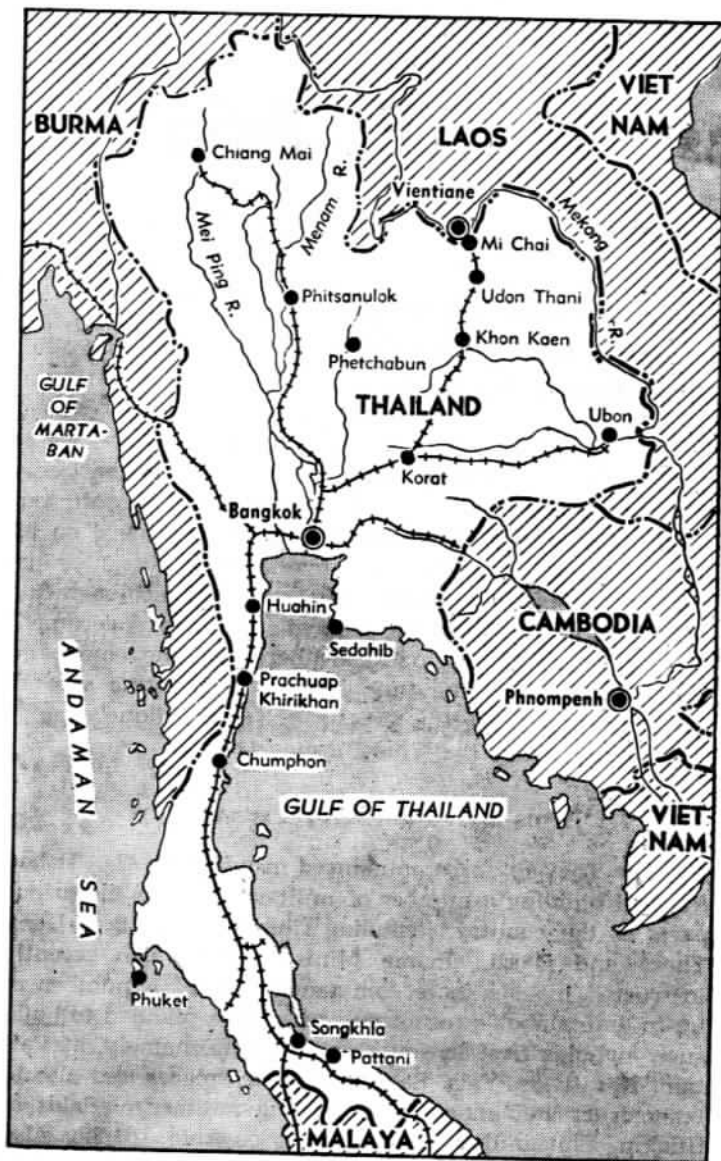 BURMA
VIET
NAM
LAOS
Chiang Mai
Vientiane
Menam R.
Mekong R.
Mi Chai
Mei Ping R.
Udon Thani
Phitsanulok
Khon Kaen
Phetchabun
GULF
OF
MARTA-
BAN
THAILAND
Ubon
Korat
Bangkok
Huahin
CAMBODIA
Sedahib
Prachuap
Khirikhan
Phnompenh
Chumphon
ANDAMAN SEA
GULF OF THAILAND
VIET
NAM
Phuket
Songkhla
Pattani
MALAYA